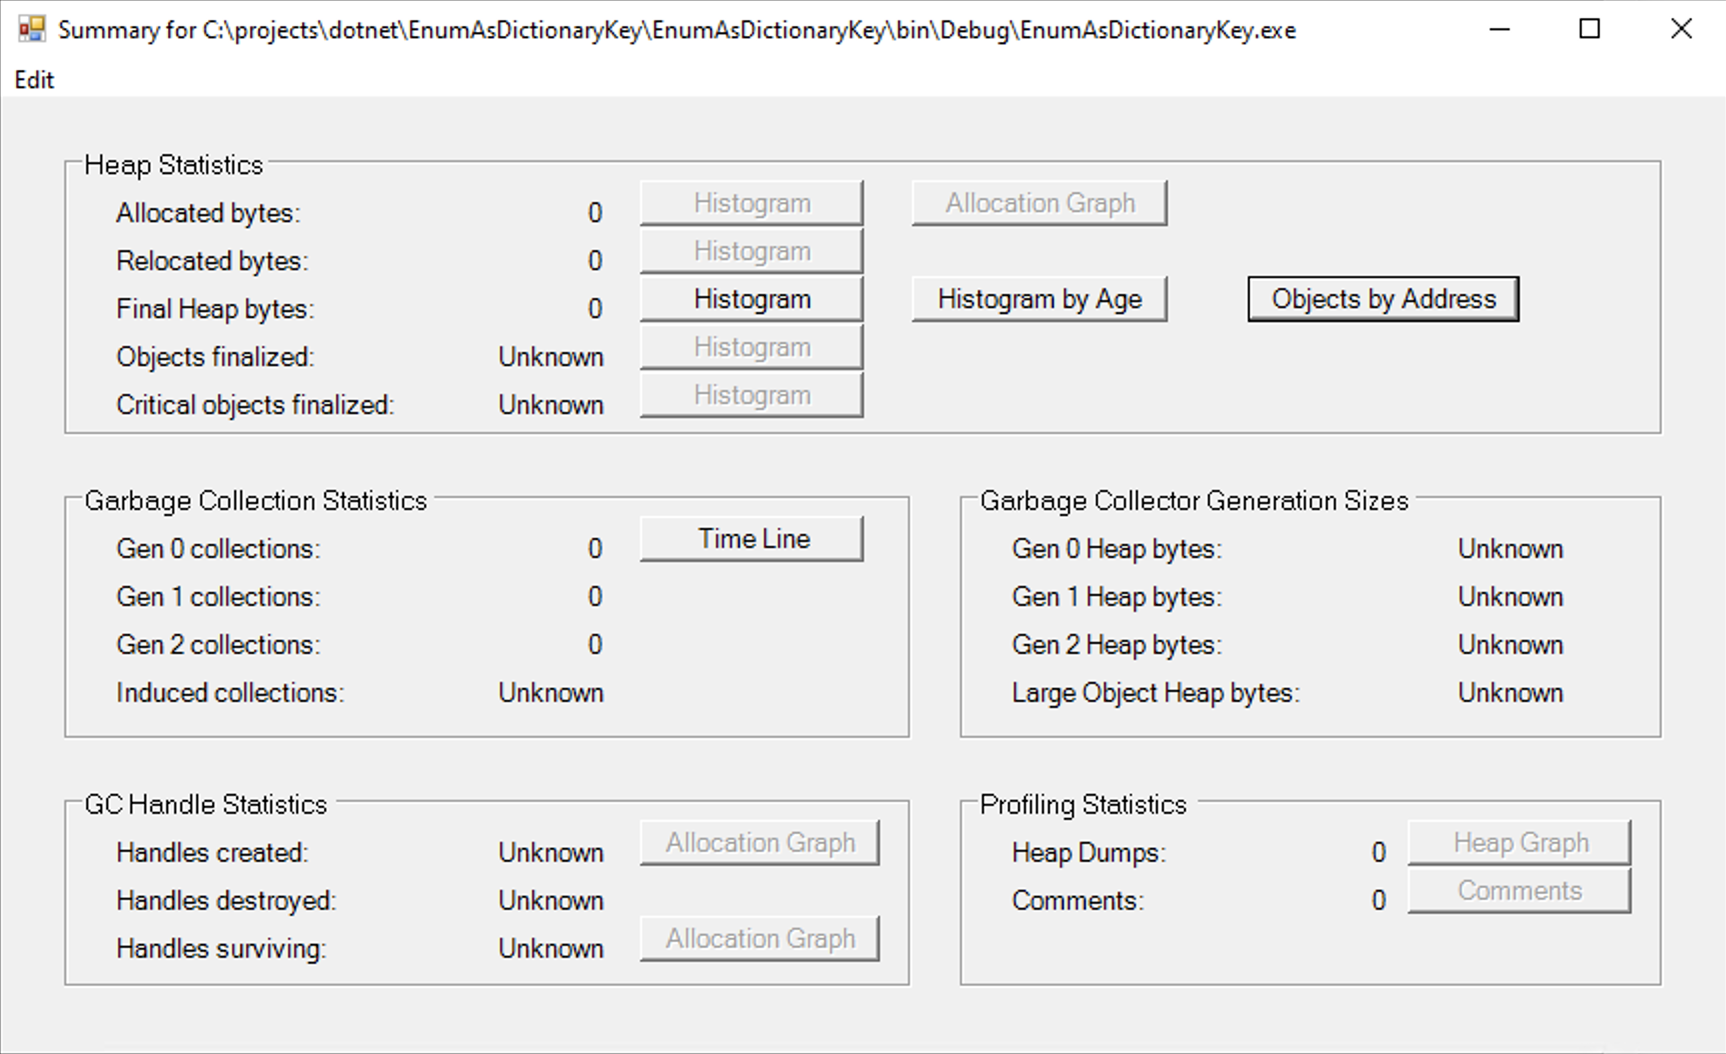 Summary for C:\projects\dotnet\EnumAsDictionaryKey\EnumAsDictionaryKey\bin\Debug\EnumAsDictionaryKey.exe
Edit
Heap Statistics
Allocated bytes: 0 Histogram Allocation Graph
Relocated bytes: 0 Histogram
Final Heap bytes: 0 Histogram Histogram by Age Objects by Address
Objects finalized: Unknown Histogram
Critical objects finalized: Unknown Histogram
Garbage Collection Statistics
Gen 0 collections: 0 Time Line
Gen 1 collections: 0
Gen 2 collections: 0
Induced collections: Unknown
Garbage Collector Generation Sizes
Gen 0 Heap bytes: Unknown
Gen 1 Heap bytes: Unknown
Gen 2 Heap bytes: Unknown
Large Object Heap bytes: Unknown
GC Handle Statistics
Handles created: Unknown Allocation Graph
Handles destroyed: Unknown
Handles surviving: Unknown Allocation Graph
Profiling Statistics
Heap Dumps: 0 Heap Graph
Comments: 0 Comments